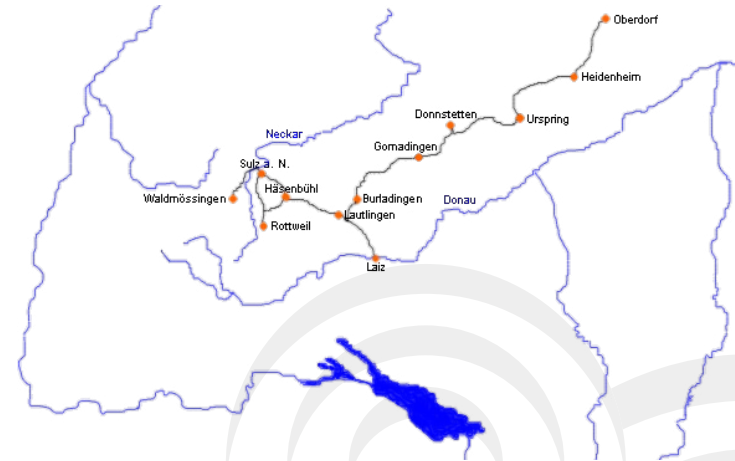 Oberdorf
Heidenheim
Donnstetten
Urspring
Neckar
Gomadingen
Sulz a. N.
Häsenbühl
Waldmössingen
Burladingen
Donau
Lautlingen
Rottweil
Laiz